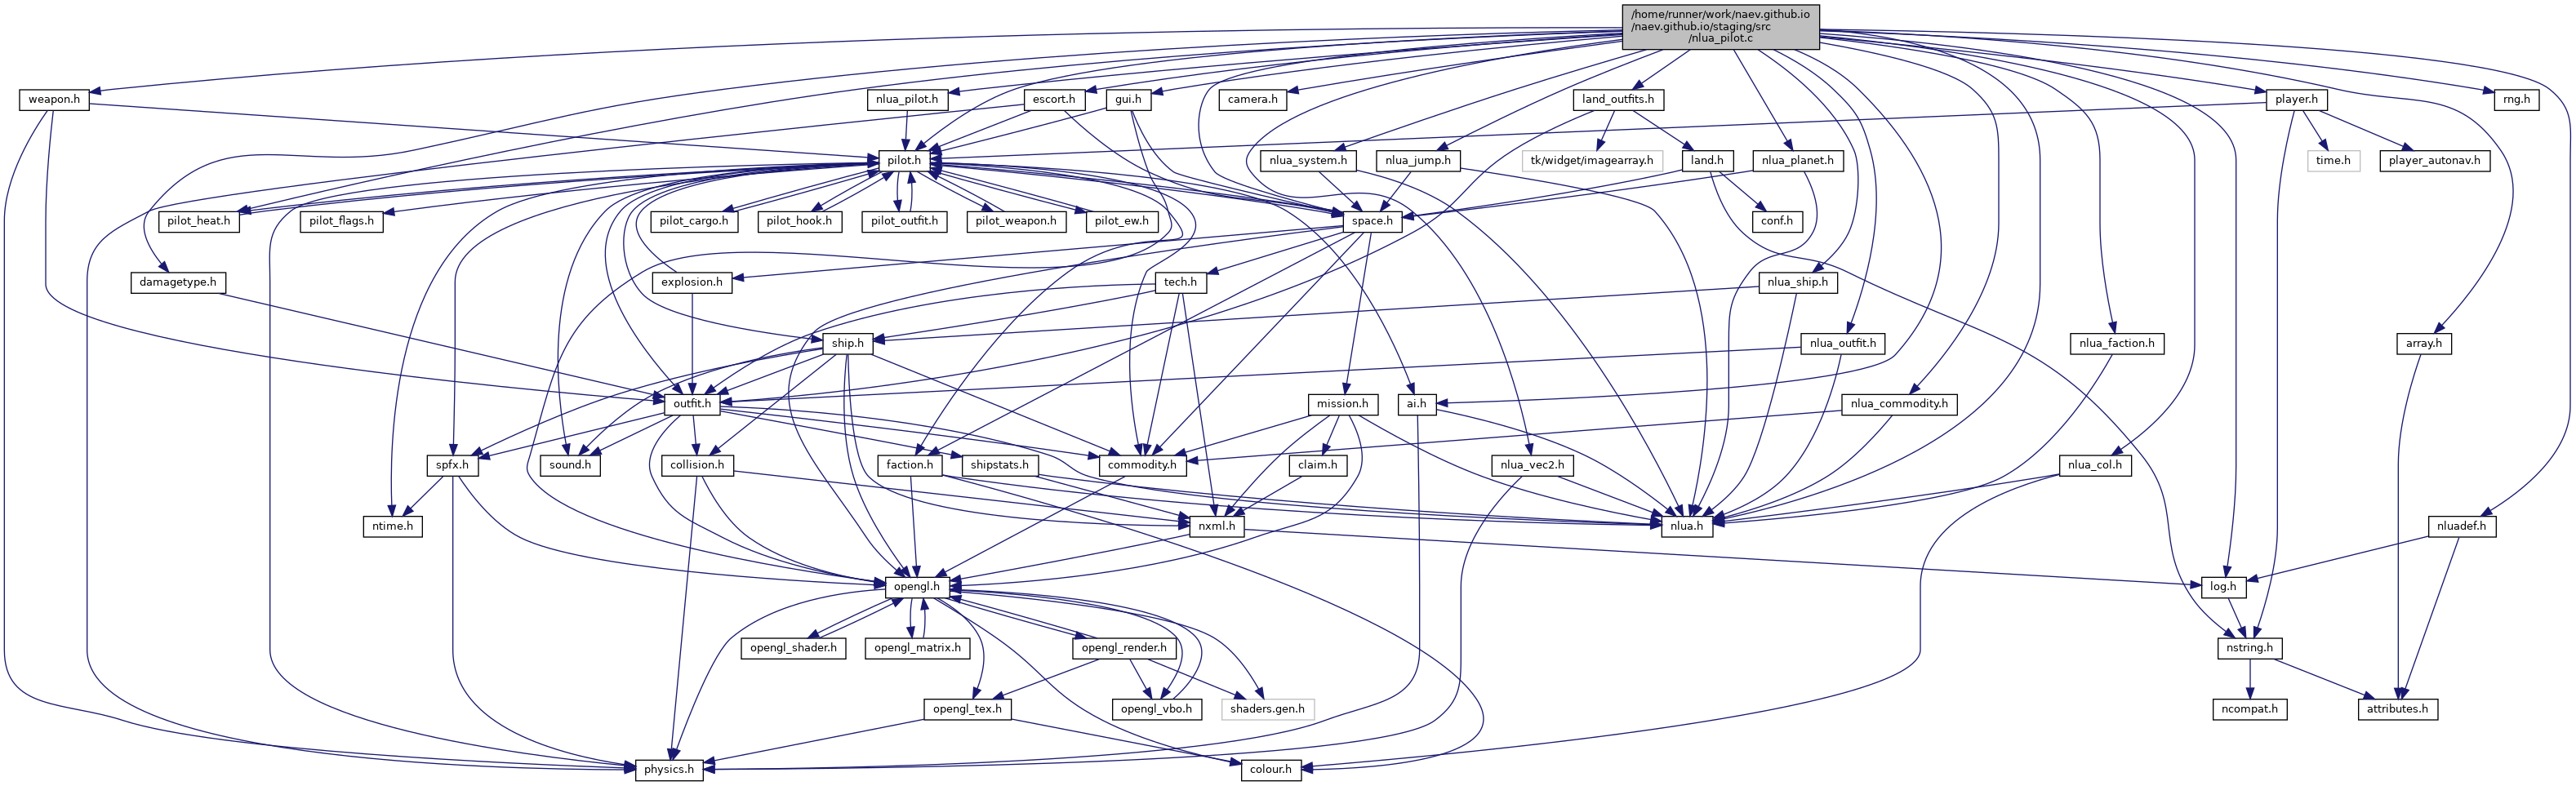 /home/runner/work/naev.github.io
/naev.github.io/staging/src
/nlua_pilot.c
weapon.h
nlua_pilot.h
escort.h
gui.h
camera.h
land_outfits.h
player.h
rng.h
pilot.h
nlua_system.h
nlua_jump.h
tk/widget/imagearray.h
land.h
nlua_planet.h
time.h
player_autonav.h
pilot_heat.h
pilot_flags.h
pilot_cargo.h
pilot_hook.h
pilot_outfit.h
pilot_weapon.h
pilot_ew.h
space.h
conf.h
damagetype.h
explosion.h
tech.h
nlua_ship.h
ship.h
nlua_outfit.h
nlua_faction.h
array.h
outfit.h
mission.h
ai.h
nlua_commodity.h
spfx.h
sound.h
collision.h
faction.h
shipstats.h
commodity.h
claim.h
nlua_vec2.h
nlua_col.h
ntime.h
nxml.h
nlua.h
nluadef.h
opengl.h
log.h
opengl_shader.h
opengl_matrix.h
opengl_render.h
nstring.h
opengl_tex.h
opengl_vbo.h
shaders.gen.h
ncompat.h
attributes.h
physics.h
colour.h